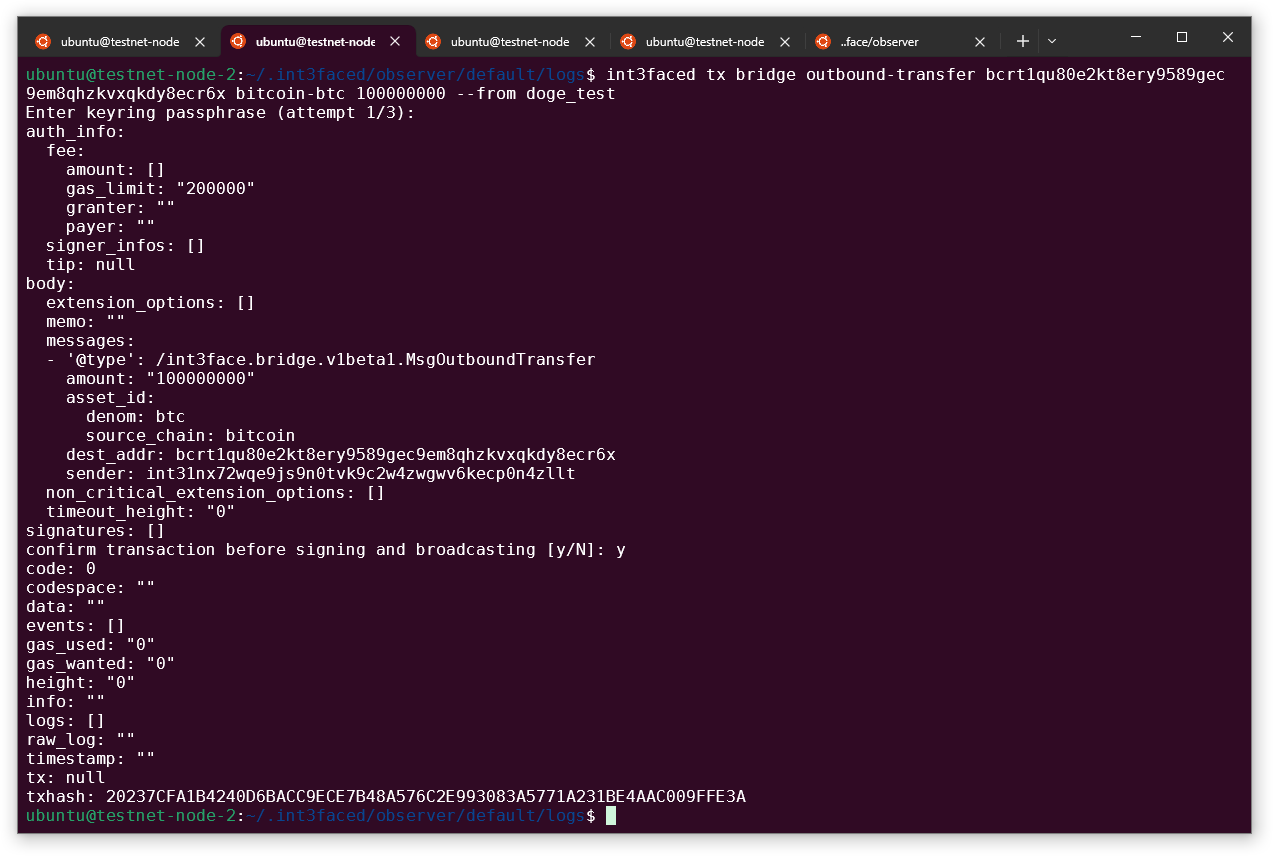 ubuntu@testnet-node
ubuntu@testnet-node
ubuntu@testnet-node
ubuntu@testnet-node
..face/observer
ubuntu@testnet-node-2:~/.int3faced/observer/default/logs$ int3faced tx bridge outbound-transfer bcrt1qu80e2kt8ery9589gec
9em8qhzkvxqkdy8ecr6x bitcoin-btc 100000000 --from doge_test
Enter keyring passphrase (attempt 1/3):
auth_info:
  fee:
    amount: []
    gas_limit: "200000"
    granter: ""
    payer: ""
  signer_infos: []
  tip: null
body:
  extension_options: []
  memo: ""
  messages:
  - '@type': /int3face.bridge.v1beta1.MsgOutboundTransfer
    amount: "100000000"
    asset_id:
      denom: btc
      source_chain: bitcoin
    dest_addr: bcrt1qu80e2kt8ery9589gec9em8qhzkvxqkdy8ecr6x
    sender: int31nx72wqe9js9n0tvk9c2w4zwgwv6kecp0n4zllt
  non_critical_extension_options: []
  timeout_height: "0"
signatures: []
confirm transaction before signing and broadcasting [y/N]: y
code: 0
codespace: ""
data: ""
events: []
gas_used: "0"
gas_wanted: "0"
height: "0"
info: ""
logs: []
raw_log: ""
timestamp: ""
tx: null
txhash: 20237CFA1B4240D6BACC9ECE7B48A576C2E993083A5771A231BE4AAC009FFE3A
ubuntu@testnet-node-2:~/.int3faced/observer/default/logs$